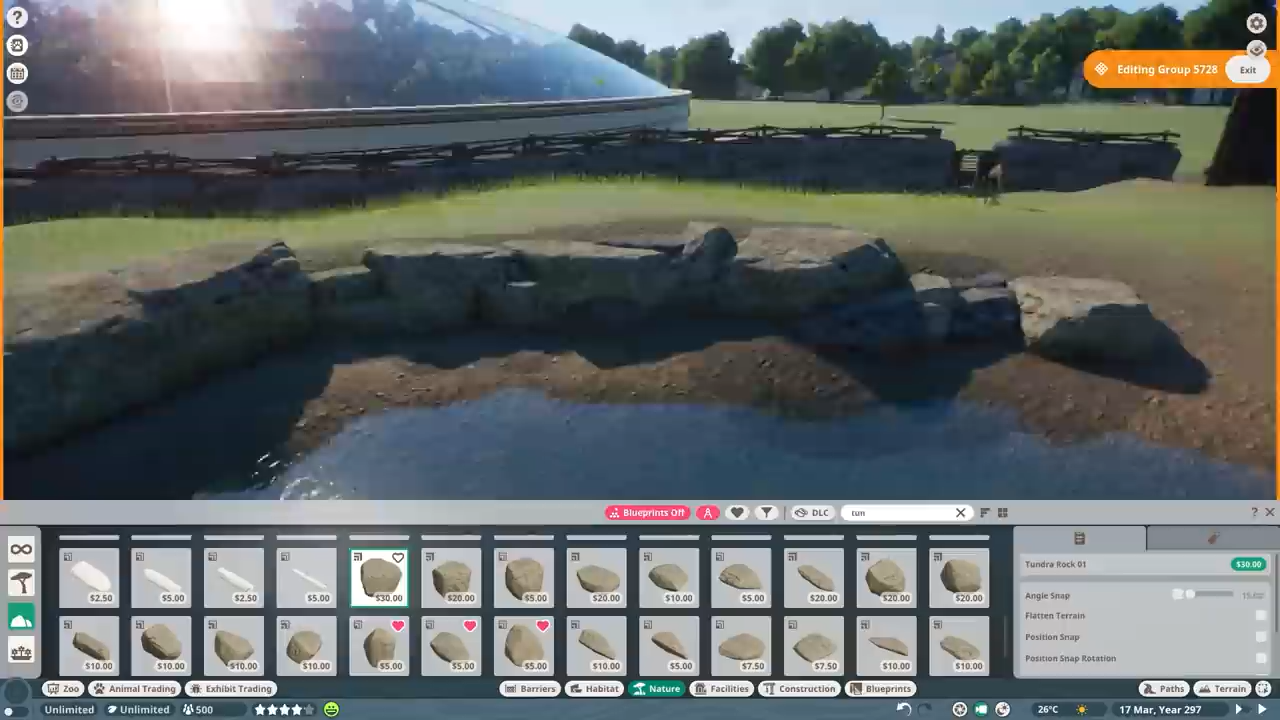 ?
Editing Group 5728 Exit
Blueprints Off DLC tun ?
$2.50 $5.00 $2.50 $5.00 $30.00 $20.00 $5.00 $20.00 $10.00 $5.00 $20.00 $20.00 $20.00
$10.00 $10.00 $10.00 $10.00 $5.00 $5.00 $5.00 $10.00 $5.00 $7.50 $7.50 $10.00 $10.00
Tundra Rock 01 $30.00
Angle Snap
Flatten Terrain
Position Snap
Position Snap Rotation
Zoo Animal Trading Exhibit Trading Barriers Habitat Nature Facilities Construction Blueprints Paths Terrain
Unlimited Unlimited 500 26°C 17 Mar, Year 297